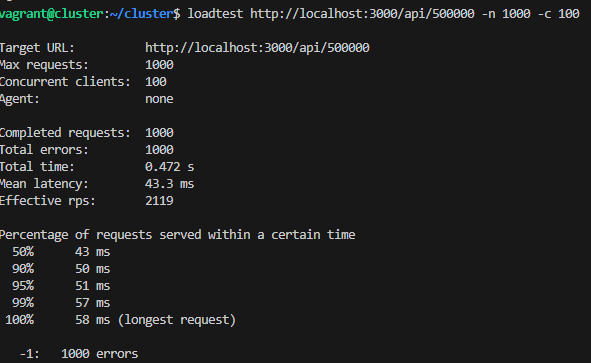 vagrant@cluster:~/cluster$ loadtest http://localhost:3000/api/500000 -n 1000 -c 100
Target URL: http://localhost:3000/api/500000
Max requests: 1000
Concurrent clients: 100
Agent: none
Completed requests: 1000
Total errors: 1000
Total time: 0.472 s
Mean latency: 43.3 ms
Effective rps: 2119
Percentage of requests served within a certain time
50% 43 ms
90% 50 ms
95% 51 ms
99% 57 ms
100% 58 ms (longest request)
-1: 1000 errors